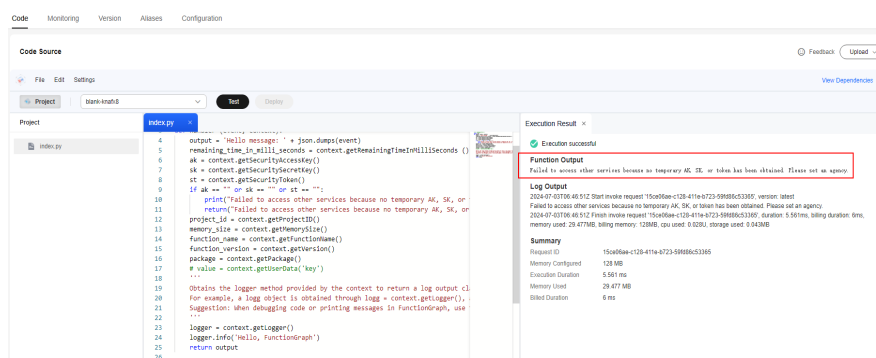 Code Monitoring Version Aliases Configuration
Code Source
Feedback Upload
File Edit Settings
View Dependencies
Project blank-knafx8 Test Deploy
Project
index.py
index.py
4 output = 'Hello message: ' + json.dumps(event)
5 remaining_time_in_milli_seconds = context.getRemainingTimeInMilliSeconds ()
6 ak = context.getSecurityAccessKey()
7 sk = context.getSecuritySecretKey()
8 st = context.getSecurityToken()
9 if ak == "" or sk == "" or st == "":
10 print("Failed to access other services because no temporary AK, SK, or
11 return("Failed to access other services because no temporary AK, SK, or
12 project_id = context.getProjectID()
13 memory_size = context.getMemorySize()
14 function_name = context.getFunctionName()
15 function_version = context.getVersion()
16 package = context.getPackage()
17 # value = context.getUserData('key')
18 '''
19 Obtains the logger method provided by the context to return a log output cl
20 For example, a logg object is obtained through logg = context.getLogger(),
21 Suggestion: When debugging code or printing messages in FunctionGraph, use
22 '''
23 logger = context.getLogger()
24 logger.info('Hello, FunctionGraph')
25 return output
26
Execution Result
Execution successful
Function Output
Failed to access other services because no temporary AK, SK, or token has been obtained. Please set an agency.
Log Output
2024-07-03T06:46:51Z Start invoke request '15ce06ae-c128-411e-b723-59fd86c53365', version: latest
Failed to access other services because no temporary AK, SK, or token has been obtained. Please set an agency.
2024-07-03T06:46:51Z Finish invoke request '15ce06ae-c128-411e-b723-59fd86c53365', duration: 5.561ms, billing duration: 6ms,
memory used: 29.477MB, billing memory: 128MB, cpu used: 0.028U, storage used: 0.043MB
Summary
Request ID 15ce06ae-c128-411e-b723-59fd86c53365
Memory Configured 128 MB
Execution Duration 5.561 ms
Memory Used 29.477 MB
Billed Duration 6 ms